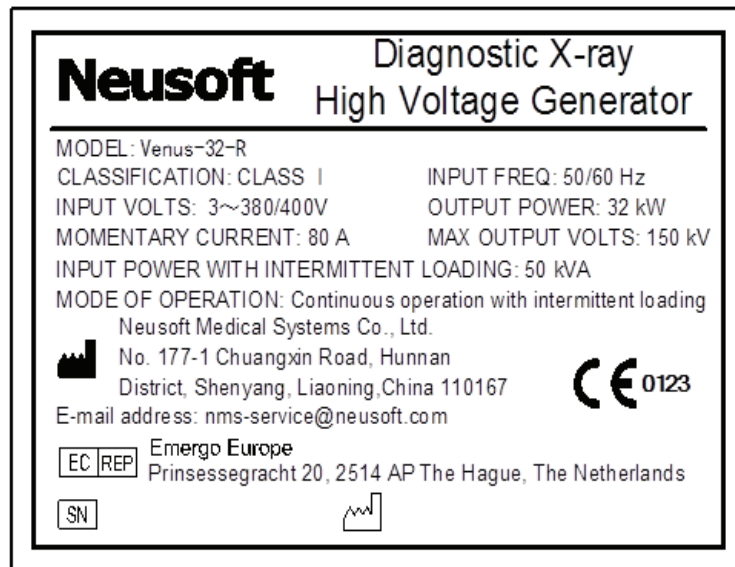 Neusoft
Diagnostic X-ray
High Voltage Generator
MODEL: Venus-32-R
CLASSIFICATION: CLASS I
INPUT FREQ: 50/60 Hz
INPUT VOLTS: 3~380/400V
OUTPUT POWER: 32 kW
MOMENTARY CURRENT: 80 A
MAX OUTPUT VOLTS: 150 kV
INPUT POWER WITH INTERMITTENT LOADING: 50 kVA
MODE OF OPERATION: Continuous operation with intermittent loading
Neusoft Medical Systems Co., Ltd.
No. 177-1 Chuangxin Road, Hunnan
District, Shenyang, Liaoning,China 110167
CE 0123
E-mail address: nms-service@neusoft.com
EC REP
Emergo Europe
Prinsessegracht 20, 2514 AP The Hague, The Netherlands
SN